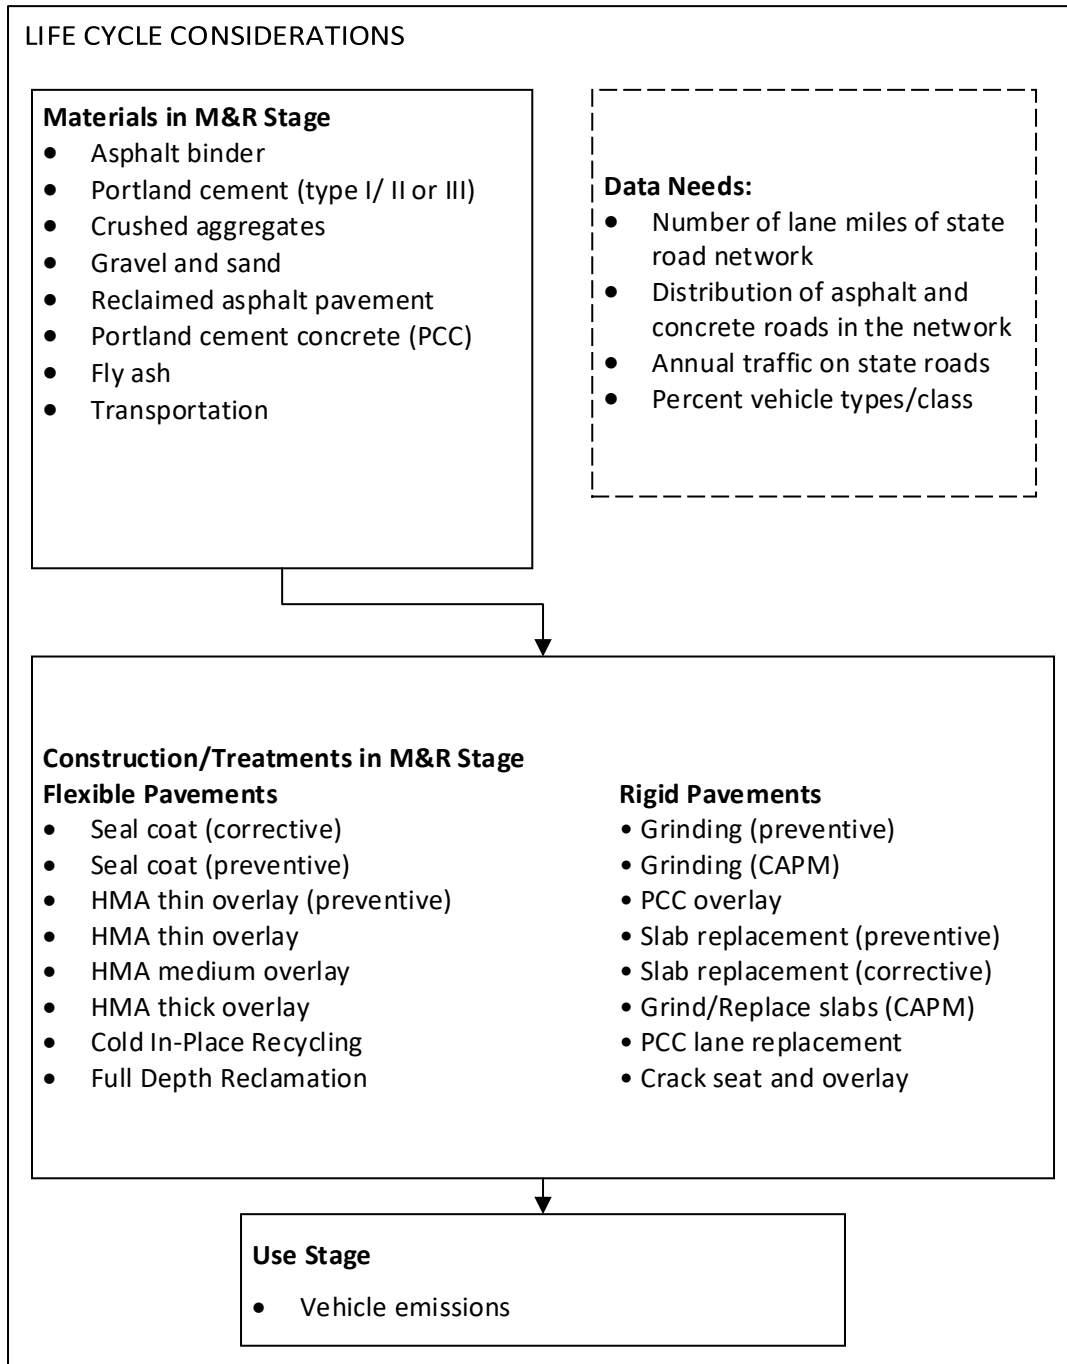 LIFE CYCLE CONSIDERATIONS
Materials in M&R Stage
• Asphalt binder
• Portland cement (type I/ II or III)
• Crushed aggregates
• Gravel and sand
• Reclaimed asphalt pavement
• Portland cement concrete (PCC)
• Fly ash
• Transportation
Data Needs:
• Number of lane miles of state
road network
• Distribution of asphalt and
concrete roads in the network
• Annual traffic on state roads
• Percent vehicle types/class
Construction/Treatments in M&R Stage
Flexible Pavements
• Seal coat (corrective)
• Seal coat (preventive)
• HMA thin overlay (preventive)
• HMA thin overlay
• HMA medium overlay
• HMA thick overlay
• Cold In-Place Recycling
• Full Depth Reclamation
Rigid Pavements
• Grinding (preventive)
• Grinding (CAPM)
• PCC overlay
• Slab replacement (preventive)
• Slab replacement (corrective)
• Grind/Replace slabs (CAPM)
• PCC lane replacement
• Crack seat and overlay
Use Stage
• Vehicle emissions